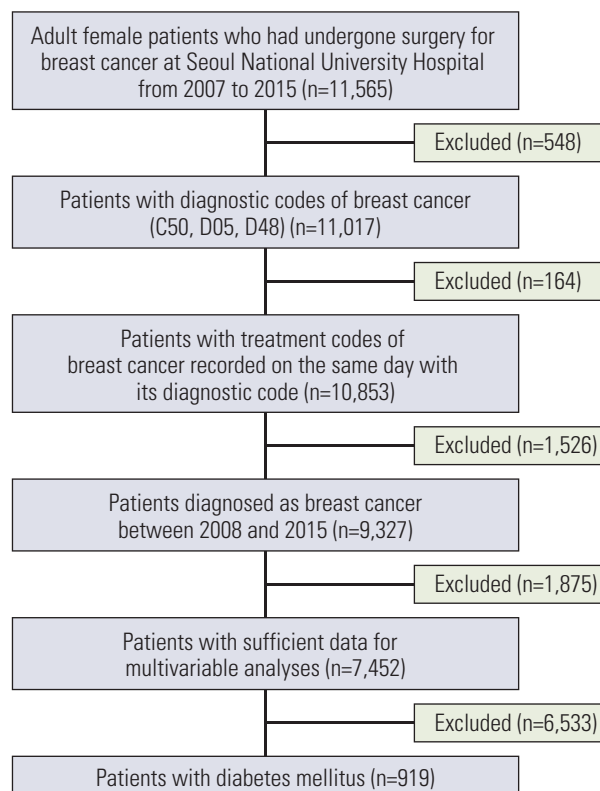 Adult female patients who had undergone surgery for
breast cancer at Seoul National University Hospital
from 2007 to 2015 (n=11,565)
Excluded (n=548)
Patients with diagnostic codes of breast cancer
(C50, D05, D48) (n=11,017)
Excluded (n=164)
Patients with treatment codes of
breast cancer recorded on the same day with
its diagnostic code (n=10,853)
Excluded (n=1,526)
Patients diagnosed as breast cancer
between 2008 and 2015 (n=9,327)
Excluded (n=1,875)
Patients with sufficient data for
multivariable analyses (n=7,452)
Excluded (n=6,533)
Patients with diabetes mellitus (n=919)